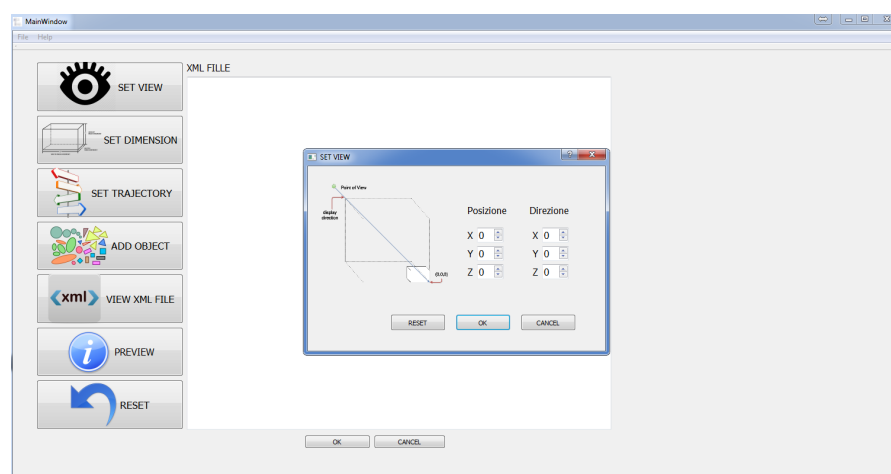 MainWindow
File Help
XML FILLE
SET VIEW
SET DIMENSION
SET TRAJECTORY
ADD OBJECT
<xml> VIEW XML FILE
i PREVIEW
RESET
SET VIEW
Point of View
display
direction
(0,0,0)
Posizione Direzione
X 0 X 0
Y 0 Y 0
Z 0 Z 0
RESET OK CANCEL
OK CANCEL